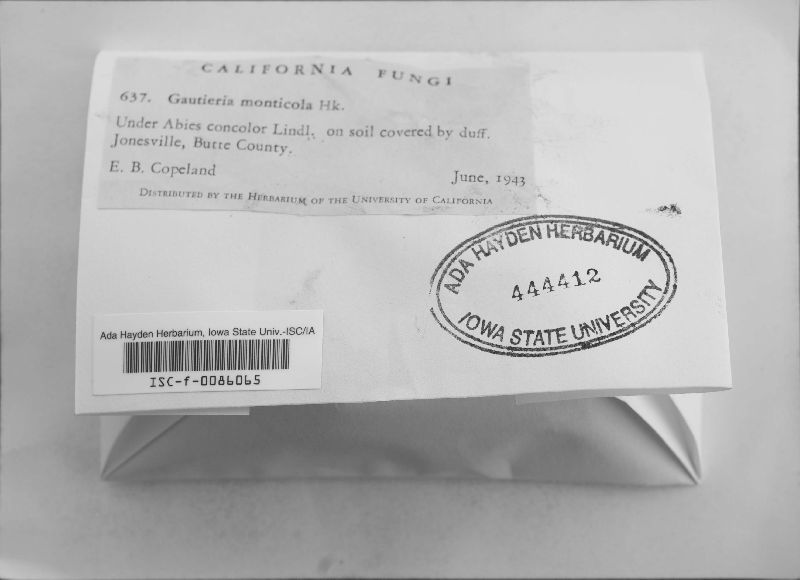 CALIFORNIA FUNGI
637. Gautieria monticola Hk.
Under Abies concolor Lindl., on soil covered by duff.
Jonesville, Butte County.
E. B. Copeland June, 1943
Distributed by the Herbarium of the University of California
ADA HAYDEN HERBARIUM
444412
IOWA STATE UNIVERSITY
Ada Hayden Herbarium, Iowa State Univ.-ISC/IA
ISC-f-0086065